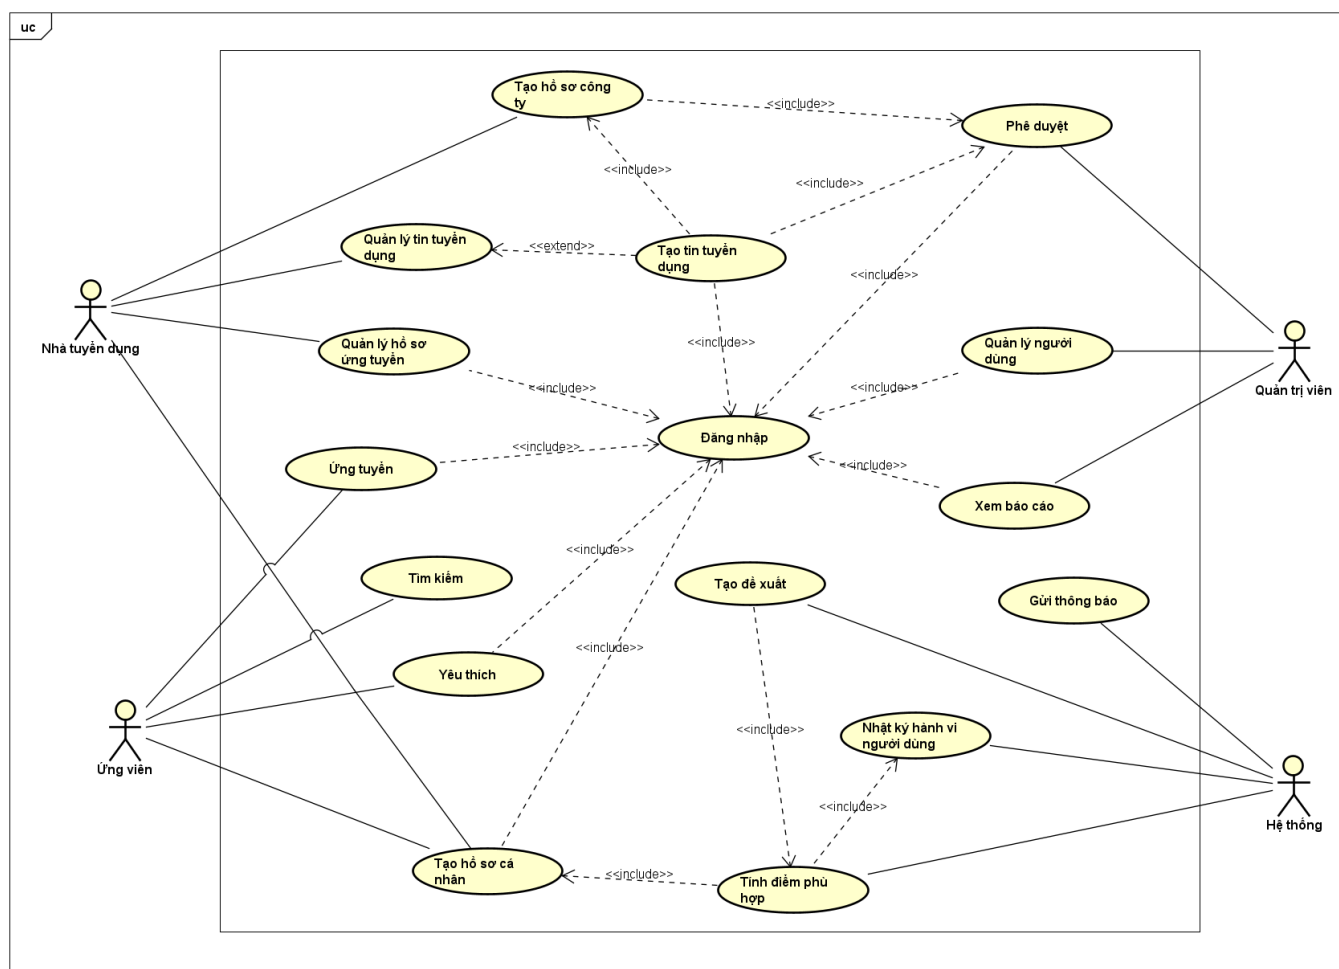 uc
Tạo hồ sơ công
ty
<<include>>
Phê duyệt
<<include>>
<<include>>
Quản lý tin tuyển
dụng
<<extend>>
Tạo tin tuyển
dụng
<<include>>
Nhà tuyển dụng
Quản lý hồ sơ
ứng tuyển
<<include>>
Quản lý người
dùng
Quản trị viên
<<include>>
<<include>>
Đăng nhập
Ứng tuyển
<<include>>
<<include>>
Xem báo cáo
<<include>>
Tìm kiếm
Tạo đề xuất
Gửi thông báo
<<include>>
Yêu thích
<<include>>
Nhật ký hành vi
người dùng
Ứng viên
<<include>>
Hệ thống
Tạo hồ sơ cá
nhân
<<include>>
Tính điểm phù
hợp